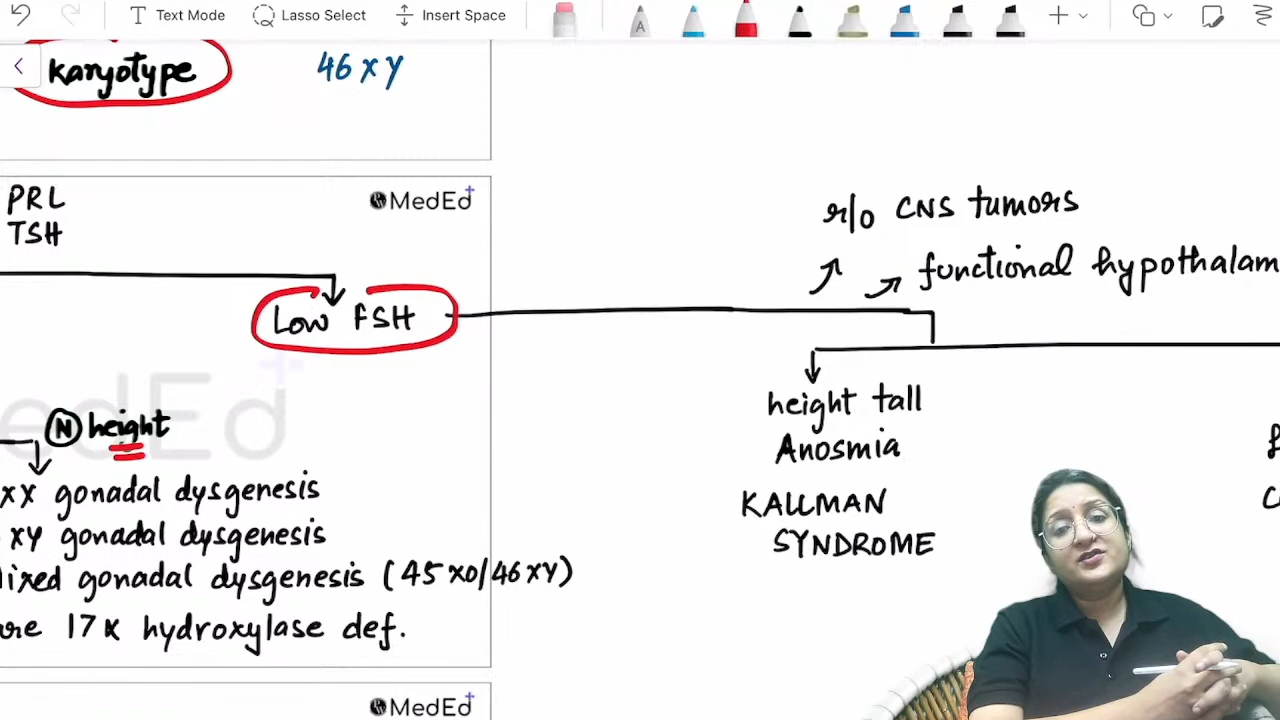 Text Mode
Lasso Select
Insert Space
Karyotype
46 XY
PRL
TSH
MedEd
r/o CNS tumors
functional hypothalam
Low FSH
height tall
Anosmia
KALLMAN
SYNDROME
N height
XX gonadal dysgenesis
XY gonadal dysgenesis
ixed gonadal dysgenesis (45 XO/46 XY)
hydroxylase def.
MedEd